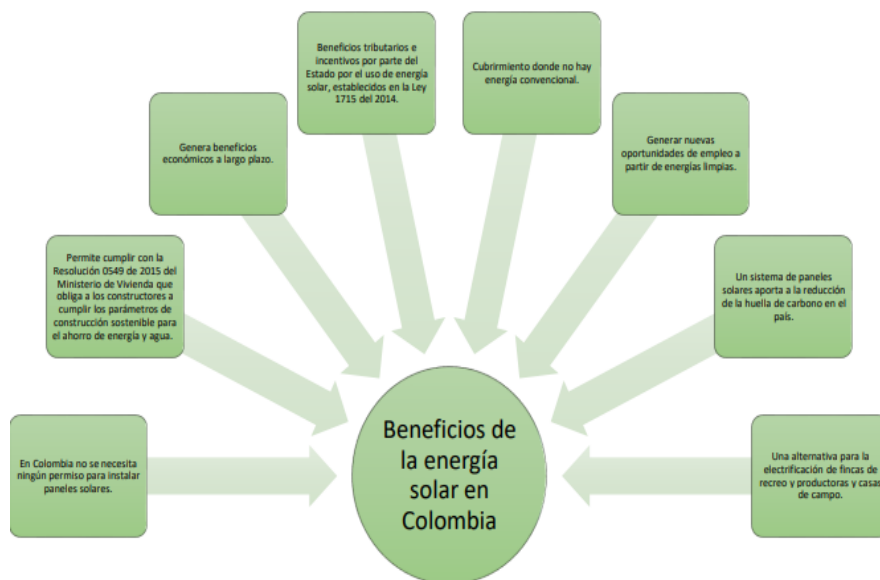 Beneficios tributarios e
incentivos por parte del
Estado por el uso de energía
solar, establecidos en la Ley
1715 del 2014.
Cubrirmiento donde no hay
energía convencional.
Genera beneficios
económicos a largo plazo.
Generar nuevas
oportunidades de empleo a
partir de energías limpias.
Permite cumplir con la
Resolución 0549 de 2015 del
Ministerio de Vivienda que
obliga a los constructores a
cumplir los parámetros de
construcción sostenible para
el ahorro de energía y agua.
Un sistema de paneles
solares aporta a la reducción
de la huella de carbono en el
país.
En Colombia no se necesita
ningún permiso para instalar
paneles solares.
Una alternativa para la
electrificación de fincas de
recreo y productoras y casas
de campo.
Beneficios de
la energía
solar en
Colombia